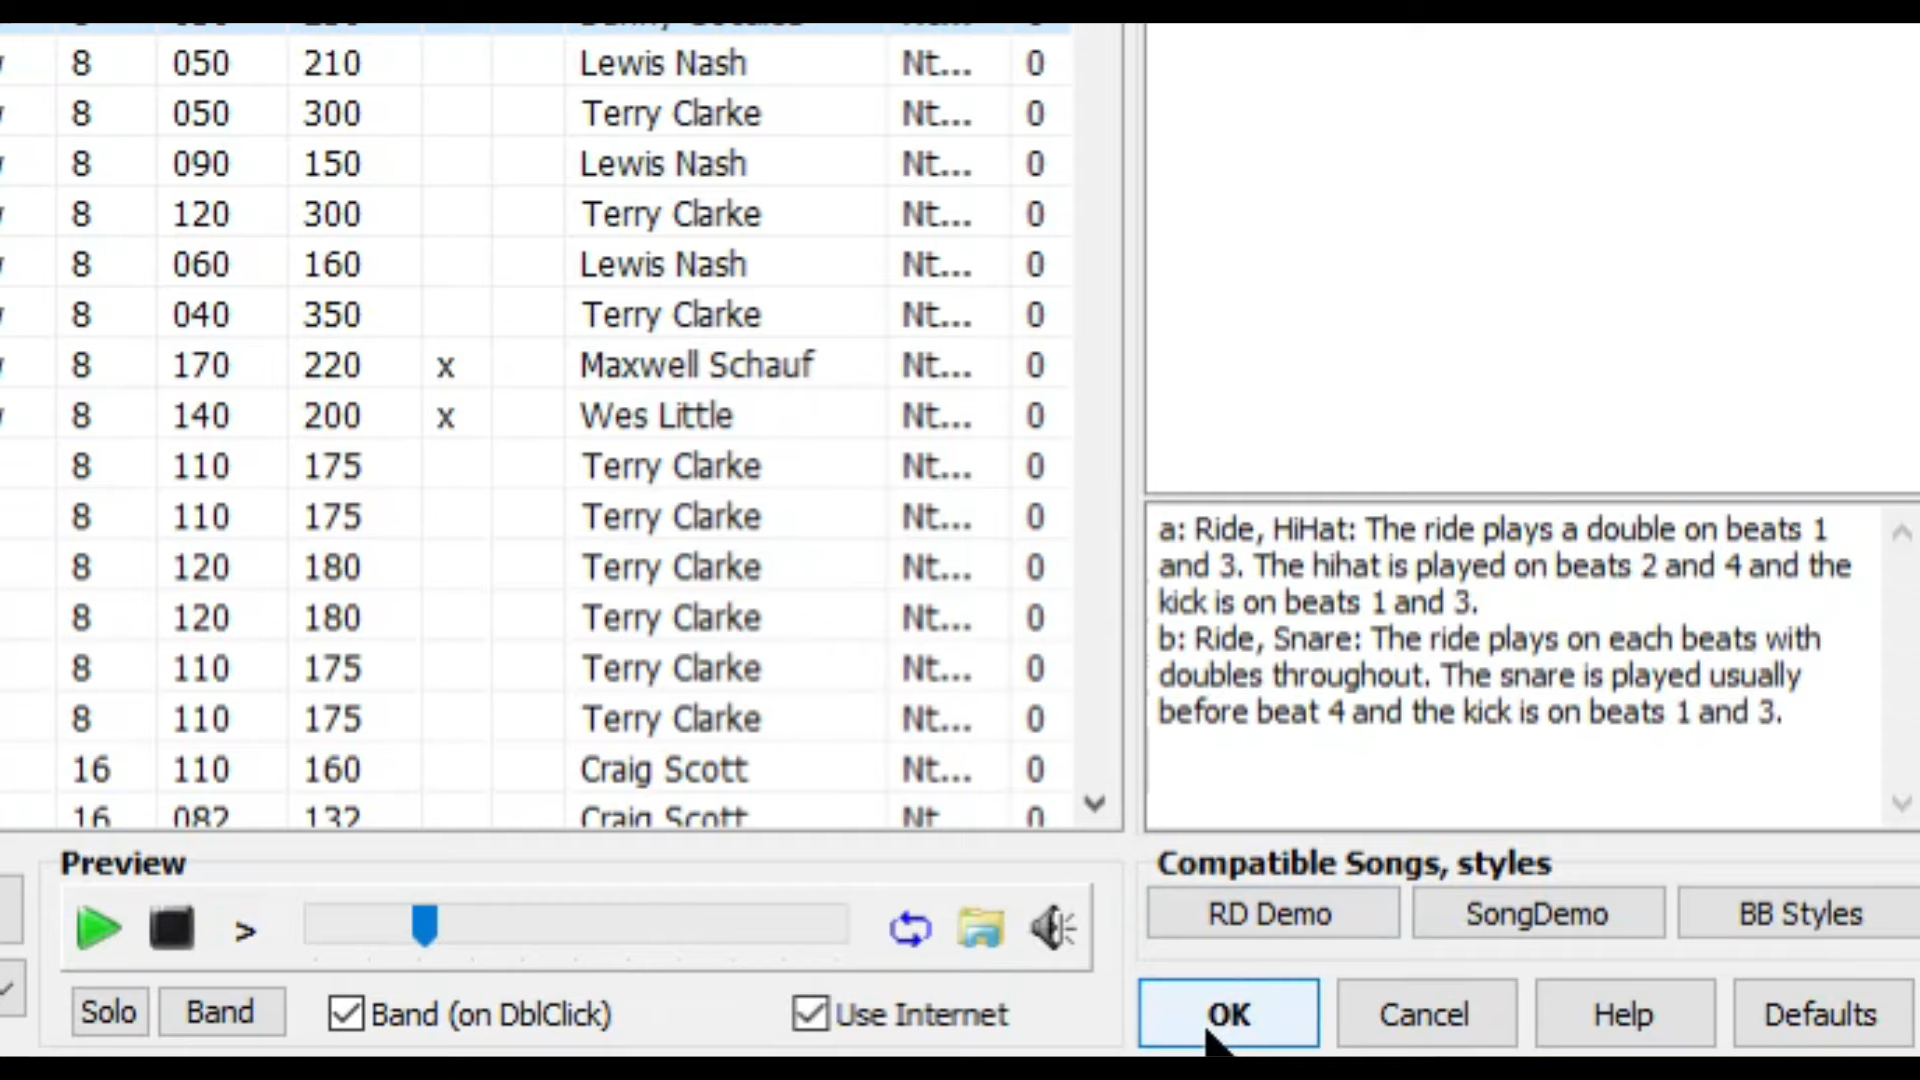 8 050 210 Lewis Nash Nt... 0
8 050 300 Terry Clarke Nt... 0
8 090 150 Lewis Nash Nt... 0
8 120 300 Terry Clarke Nt... 0
8 060 160 Lewis Nash Nt... 0
8 040 350 Terry Clarke Nt... 0
8 170 220 x Maxwell Schauf Nt... 0
8 140 200 x Wes Little Nt... 0
8 110 175 Terry Clarke Nt... 0
8 110 175 Terry Clarke Nt... 0
8 120 180 Terry Clarke Nt... 0
8 120 180 Terry Clarke Nt... 0
8 110 175 Terry Clarke Nt... 0
8 110 175 Terry Clarke Nt... 0
16 110 160 Craig Scott Nt... 0
16 082 132 Craig Scott Nt 0
a: Ride, HiHat: The ride plays a double on beats 1
and 3. The hihat is played on beats 2 and 4 and the
kick is on beats 1 and 3.
b: Ride, Snare: The ride plays on each beats with
doubles throughout. The snare is played usually
before beat 4 and the kick is on beats 1 and 3.
Preview
>
Solo Band Band (on DblClick) Use Internet
Compatible Songs, styles
RD Demo SongDemo BB Styles
OK Cancel Help Defaults